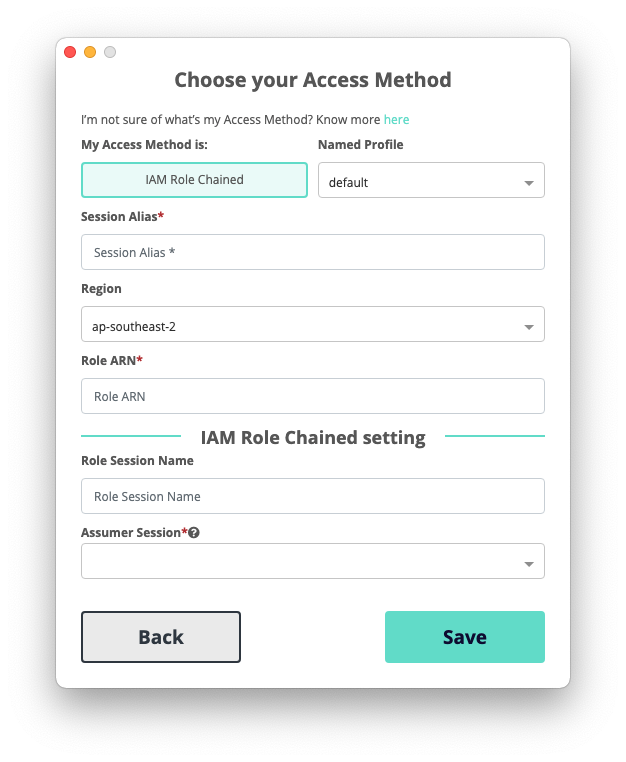 Choose your Access Method
I'm not sure of what's my Access Method? Know more here
My Access Method is:
Named Profile
IAM Role Chained
default
Session Alias*
Session Alias *
Region
ap-southeast-2
Role ARN*
Role ARN
IAM Role Chained setting
Role Session Name
Role Session Name
Assumer Session*?
Back
Save